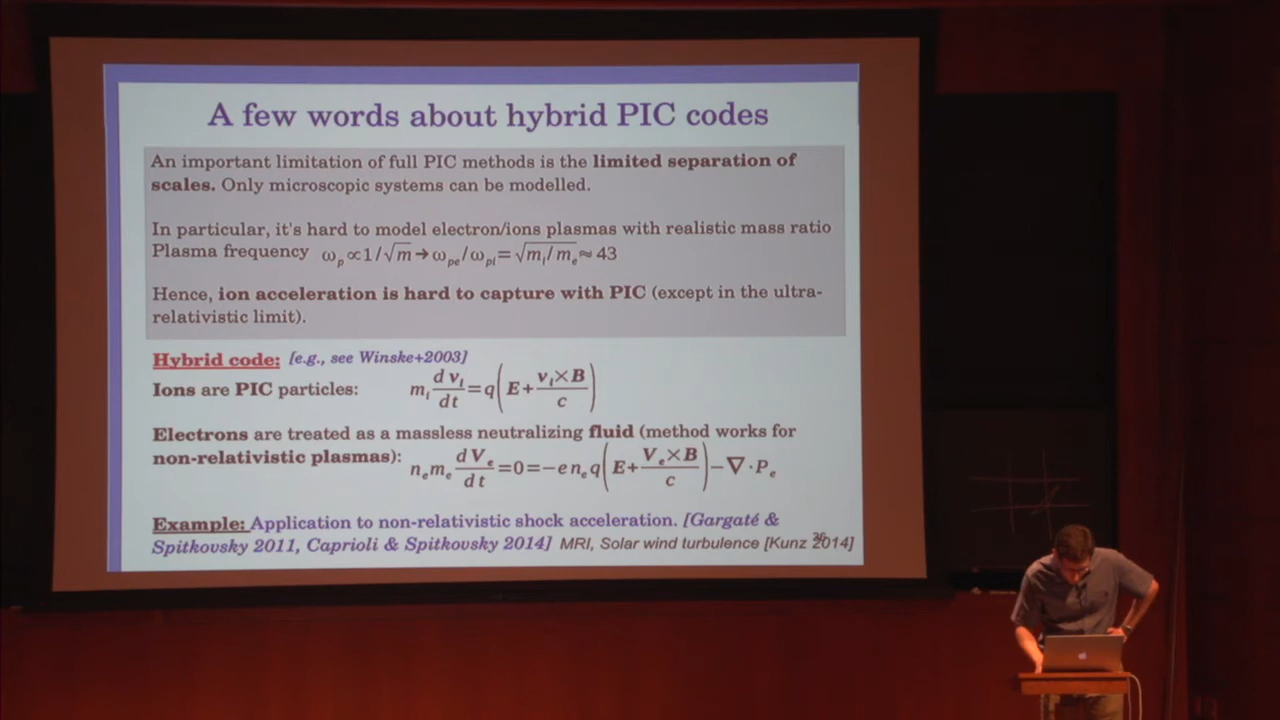 A few words about hybrid PIC codes
An important limitation of full PIC methods is the limited separation of
scales. Only microscopic systems can be modelled.
In particular, it's hard to model electron/ions plasmas with realistic mass ratio
Plasma frequency ω_p ∝ 1/√m → ω_pe/ω_pi = √(m_i/m_e) ≈ 43
Hence, ion acceleration is hard to capture with PIC (except in the ultra-
relativistic limit).
Hybrid code: [e.g., see Winske+2003]
Ions are PIC particles: m_i d v_i/dt = q(E + v_i×B/c)
Electrons are treated as a massless neutralizing fluid (method works for
non-relativistic plasmas): n_e m_e d V_e/dt = 0 = −e n_e q(E + V_e×B/c) − ∇·P_e
Example: Application to non-relativistic shock acceleration. [Gargaté &
Spitkovsky 2011, Caprioli & Spitkovsky 2014] MRI, Solar wind turbulence [Kunz 2014]